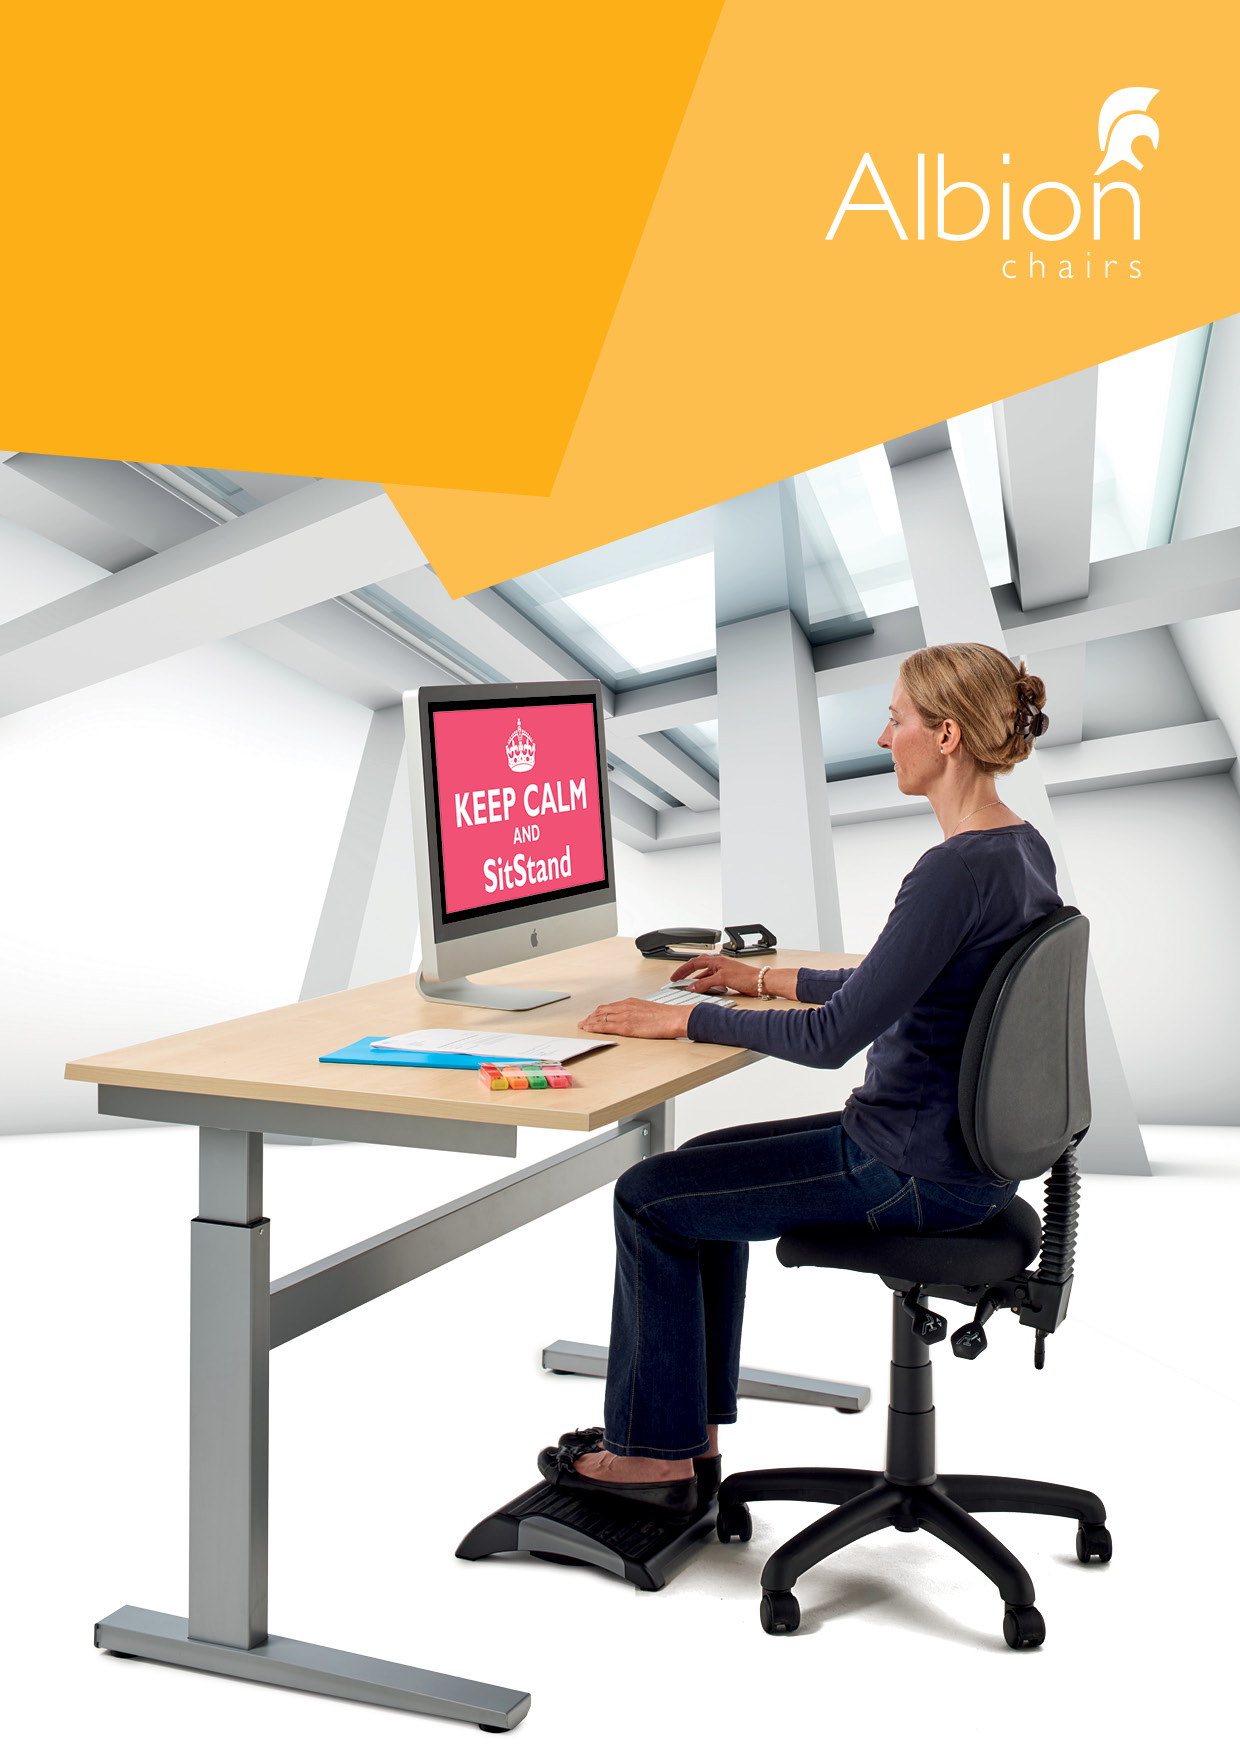 Albion
chairs
KEEP CALM
AND
SitStand